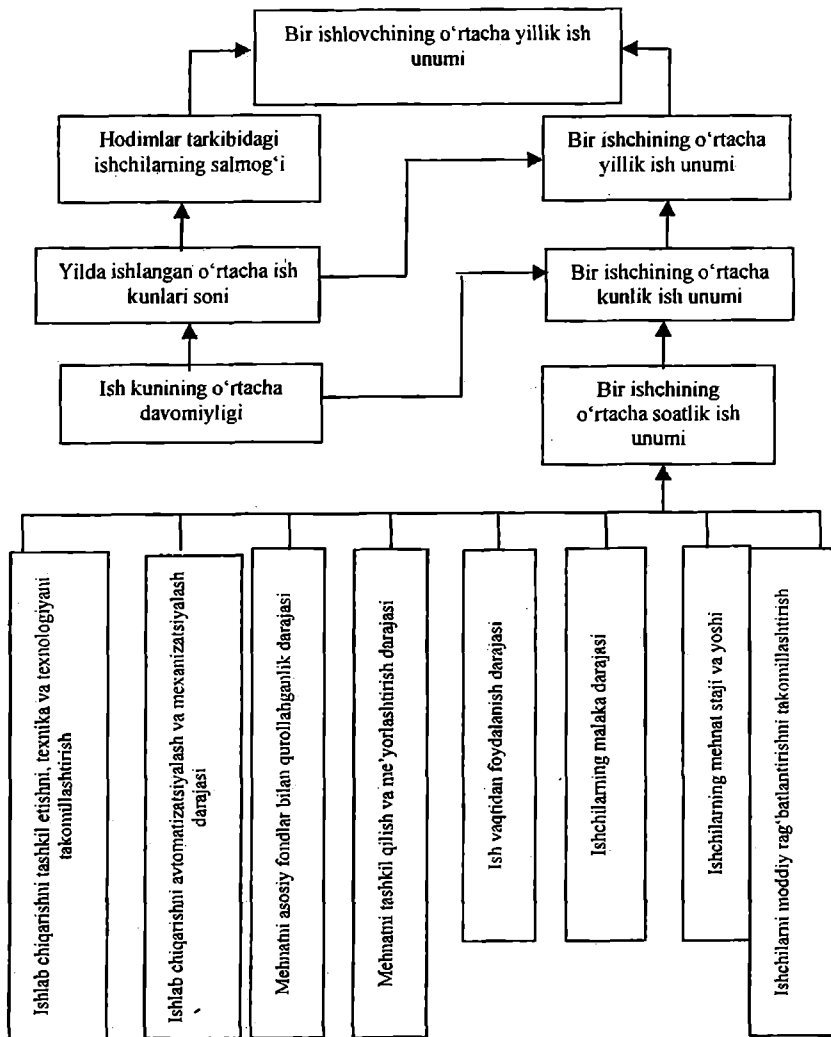 Bir ishlovchining o‘rtacha yillik ish
unumi
Hodimlar tarkibidagi
ishchilarning salmog‘i
Bir ishchining o‘rtacha
yillik ish unumi
Yilda ishlangan o‘rtacha ish
kunlari soni
Bir ishchining o‘rtacha
kunlik ish unumi
Ish kunining o‘rtacha
davomiyligi
Bir ishchining
o‘rtacha soatlik ish
unumi
Ishlab chiqarishni tashkil etishni, texnika va texnologiyani
takomillashtirish
Ishlab chiqarishni avtomatizatsiyalash va mexanizatsiyalash
darajasi
Mehnatni asosiy fondlar bilan qurollahganlik darajasi
Mehnatni tashkil qilish va me’yorlashtirish darajasi
Ish vaqtidan foydalanish darajasi
Ishchilarning malaka darajasi
Ishchilarning mehnat staji va yoshi
Ishchilarni moddiy rag‘batlantirishni takomillashtirish